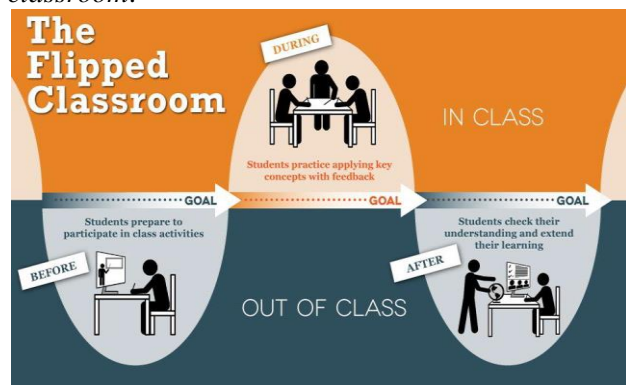 classroom.
The
Flipped
Classroom
DURING
IN CLASS
Students practice applying key
concepts with feedback
GOAL
GOAL
GOAL
Students prepare to
participate in class activities
BEFORE
Students check their
understanding and extend
their learning
AFTER
OUT OF CLASS